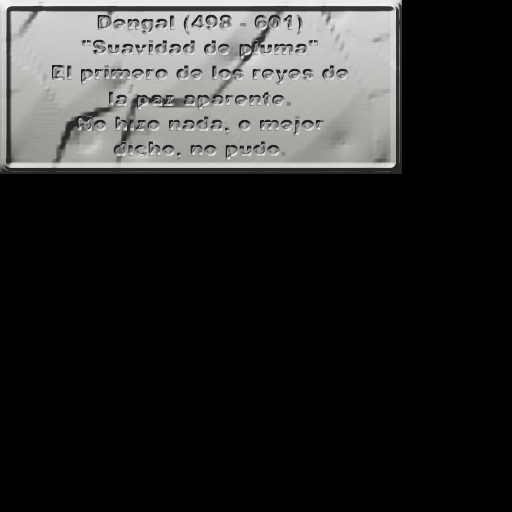 Dengal (498 - 601)
"Suavidad de pluma"
El primero de los reyes de
la paz aparente.
No hizo nada, o mejor
dicho, no pudo.